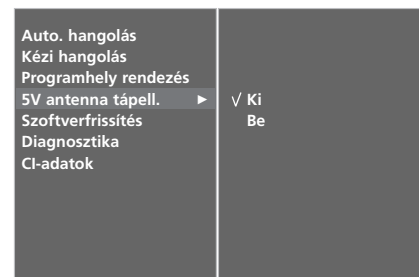 Auto. hangolás
Kézi hangolás
Programhely rendezés
5V antenna tápell. ►
√ Ki
Be
Szoftverfrissítés
Diagnosztika
CI-adatok